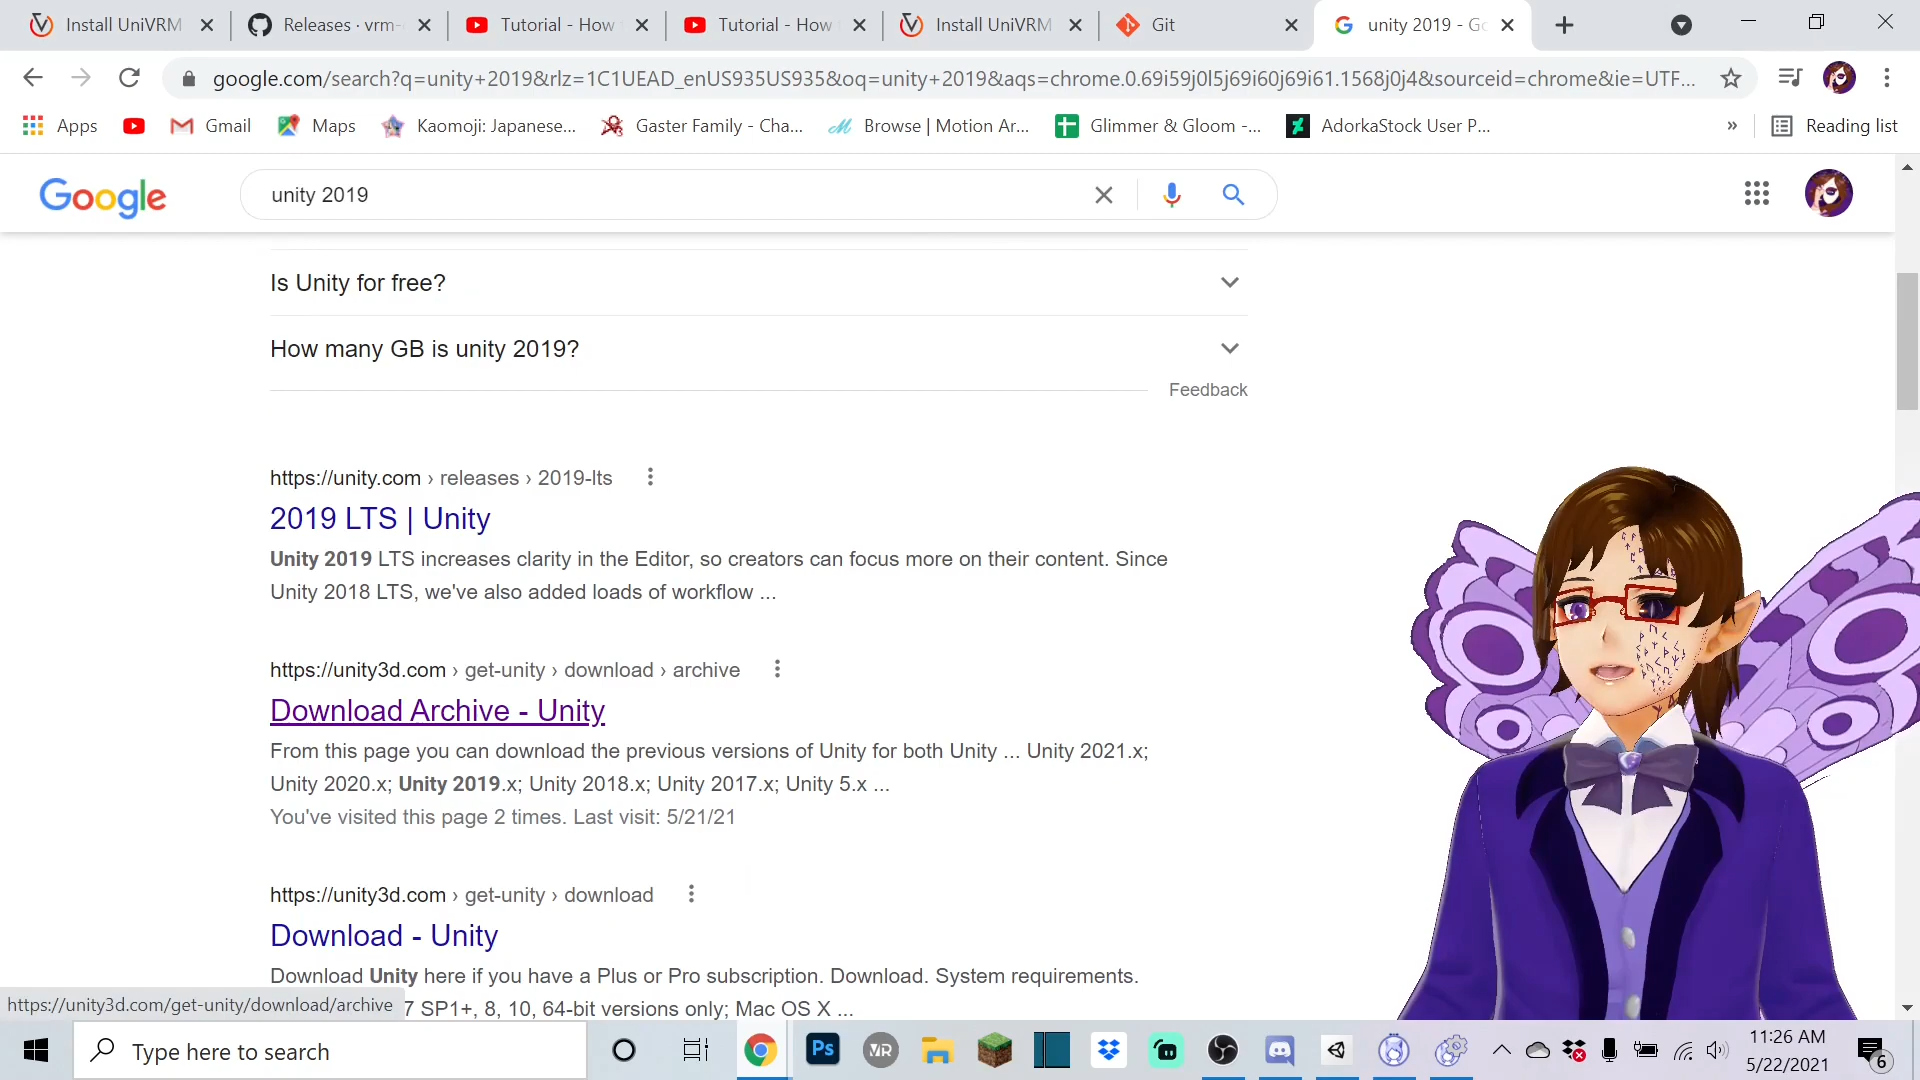 Install UniVRM
Releases · vrm-
Tutorial - How
Tutorial - How
Install UniVRM
Git
unity 2019 - Go
google.com/search?q=unity+2019&rlz=1C1UEAD_enUS935US935&oq=unity+2019&aqs=chrome.0.69i59j0l5j69i60j69i61.1568j0j4&sourceid=chrome&ie=UTF...
Apps
Gmail
Maps
Kaomoji: Japanese...
Gaster Family - Cha...
Browse | Motion Ar...
Glimmer & Gloom -...
AdorkaStock User P...
»
Reading list
Google
unity 2019
Is Unity for free?
How many GB is unity 2019?
Feedback
https://unity.com › releases › 2019-lts
2019 LTS | Unity
Unity 2019 LTS increases clarity in the Editor, so creators can focus more on their content. Since
Unity 2018 LTS, we've also added loads of workflow ...
https://unity3d.com › get-unity › download › archive
Download Archive - Unity
From this page you can download the previous versions of Unity for both Unity ... Unity 2021.x;
Unity 2020.x; Unity 2019.x; Unity 2018.x; Unity 2017.x; Unity 5.x ...
You've visited this page 2 times. Last visit: 5/21/21
https://unity3d.com › get-unity › download
Download - Unity
Download Unity here if you have a Plus or Pro subscription. Download. System requirements.
7 SP1+, 8, 10, 64-bit versions only; Mac OS X ...
https://unity3d.com/get-unity/download/archive
Type here to search
Ps
VR
11:26 AM
5/22/2021
6